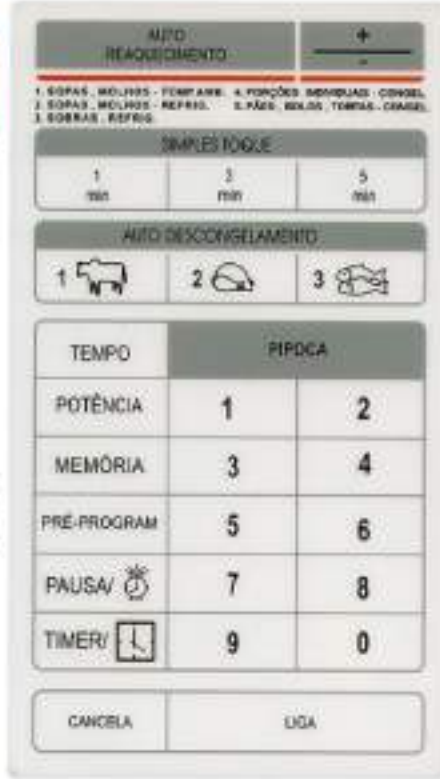 AUTO
REAQUECIMENTO
+
-
1. SOPAS . MOLHOS - TEMP AMB. 4. PORÇÕES INDIVIDUAIS - CONGEL.
2. SOPAS . MOLHOS - REFRIG. 5. PÃES . BOLOS . TORTAS - CONGEL.
3. SOBRAS . REFRIG.
SIMPLES TOQUE
1 3 5
min min min
AUTO DESCONGELAMENTO
1 2 3
TEMPO PIPOCA
POTÊNCIA 1 2
MEMÓRIA 3 4
PRÉ-PROGRAM 5 6
PAUSA/ 7 8
TIMER/ 9 0
CANCELA LIGA